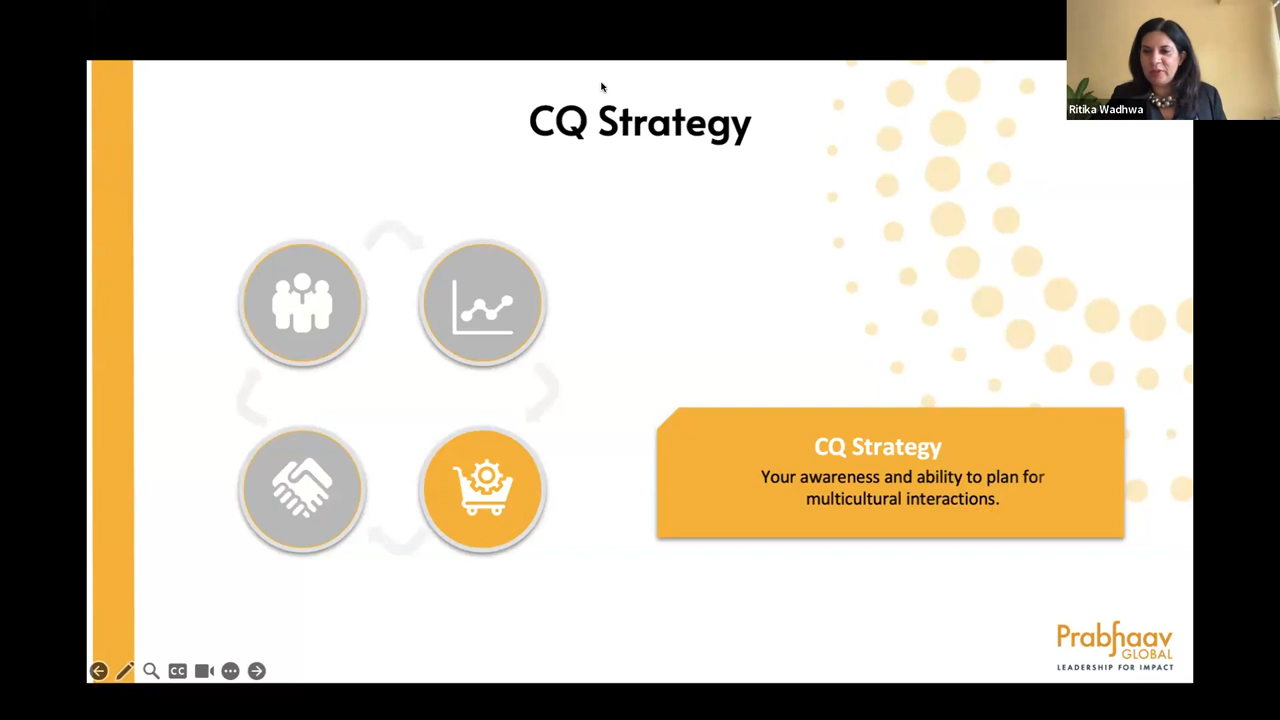 Ritika Wadhwa
CQ Strategy
CQ Strategy
Your awareness and ability to plan for
multicultural interactions.
Prabhaav
GLOBAL
LEADERSHIP FOR IMPACT
CC